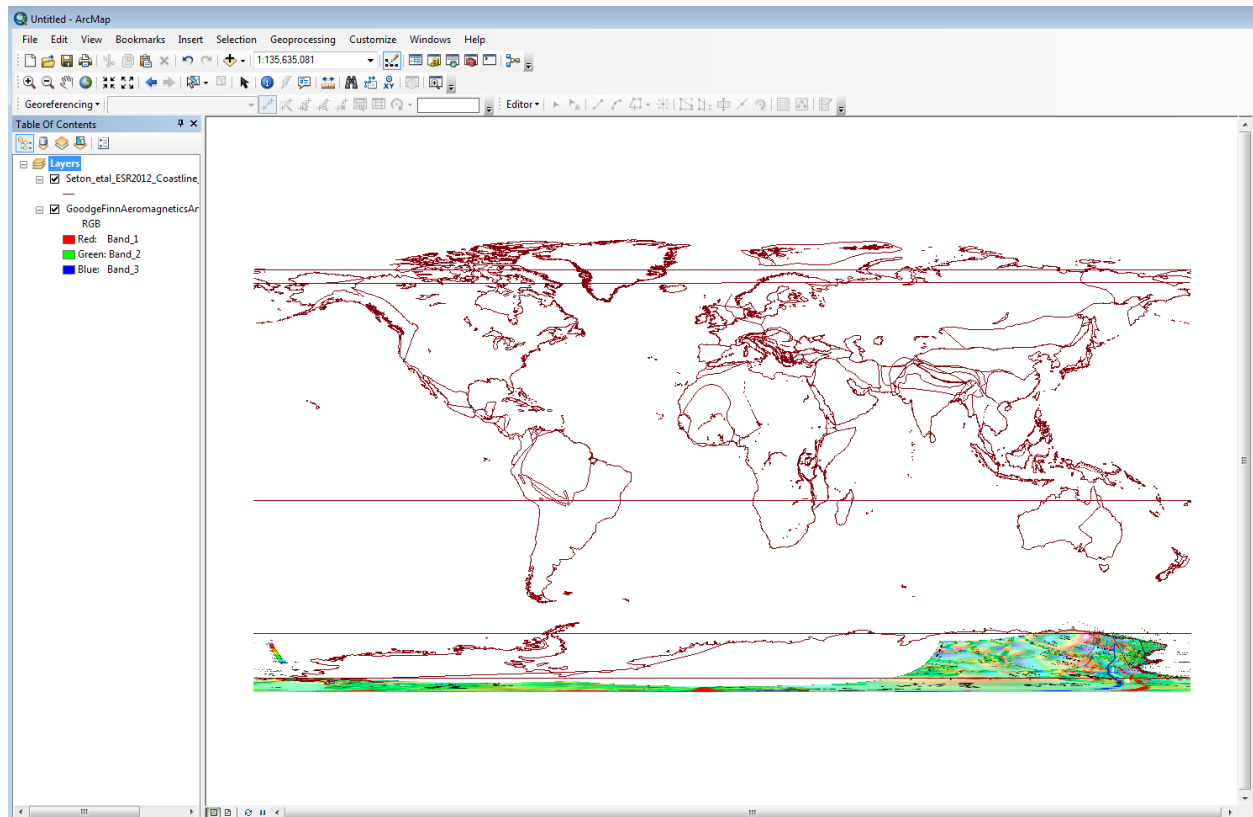 Untitled - ArcMap
File Edit View Bookmarks Insert Selection Geoprocessing Customize Windows Help
1:135,635,081
Georeferencing
Editor
Table Of Contents
Layers
Seton_etal_ESR2012_Coastline_
GoodgeFinnAeromagneticsAr
RGB
Red: Band_1
Green: Band_2
Blue: Band_3